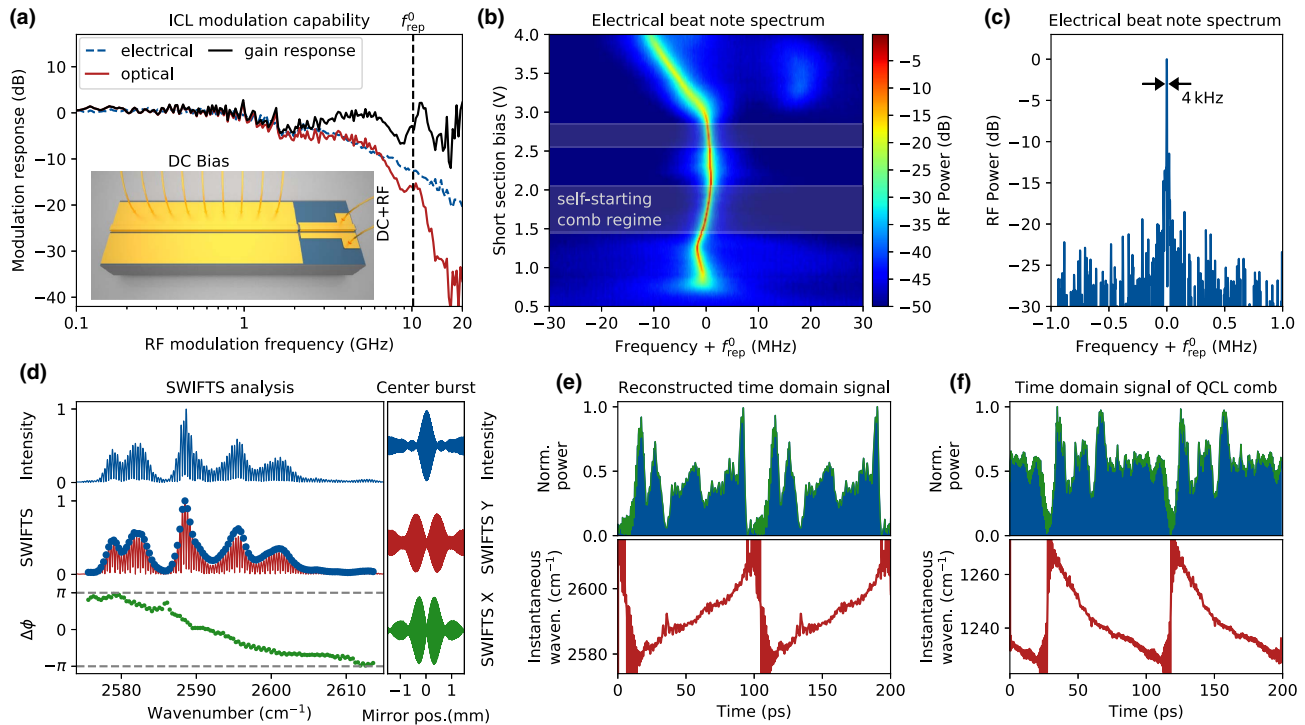 (a)
ICL modulation capability
f⁰rep
electrical
optical
gain response
Modulation response (dB)
10
0
−10
−20
−30
−40
DC Bias
DC+RF
0.1
1
10
20
RF modulation frequency (GHz)
(b)
Electrical beat note spectrum
Short section bias (V)
4.0
3.5
3.0
2.5
2.0
1.5
1.0
0.5
self-starting
comb regime
−30
−20
−10
0
10
20
30
Frequency + f⁰rep (MHz)
0
−5
−10
−15
−20
−25
−30
−35
−40
−45
−50
RF Power (dB)
(c)
Electrical beat note spectrum
RF Power (dB)
0
−5
−10
−15
−20
−25
−30
4 kHz
−1.0
−0.5
0.0
0.5
1.0
Frequency + f⁰rep (MHz)
(d)
SWIFTS analysis
Center burst
Intensity
1
0
Intensity
SWIFTS
1
0
SWIFTS Y
Δϕ
π
0
−π
SWIFTS X
2580
2590
2600
2610
Wavenumber (cm⁻¹)
−1
0
1
Mirror pos.(mm)
(e)
Reconstructed time domain signal
Norm.
power
1.0
0.5
0.0
Instantaneous
waven. (cm⁻¹)
2600
2580
0
50
100
150
200
Time (ps)
(f)
Time domain signal of QCL comb
Norm.
power
1.0
0.5
0.0
Instantaneous
waven. (cm⁻¹)
1260
1240
0
50
100
150
200
Time (ps)